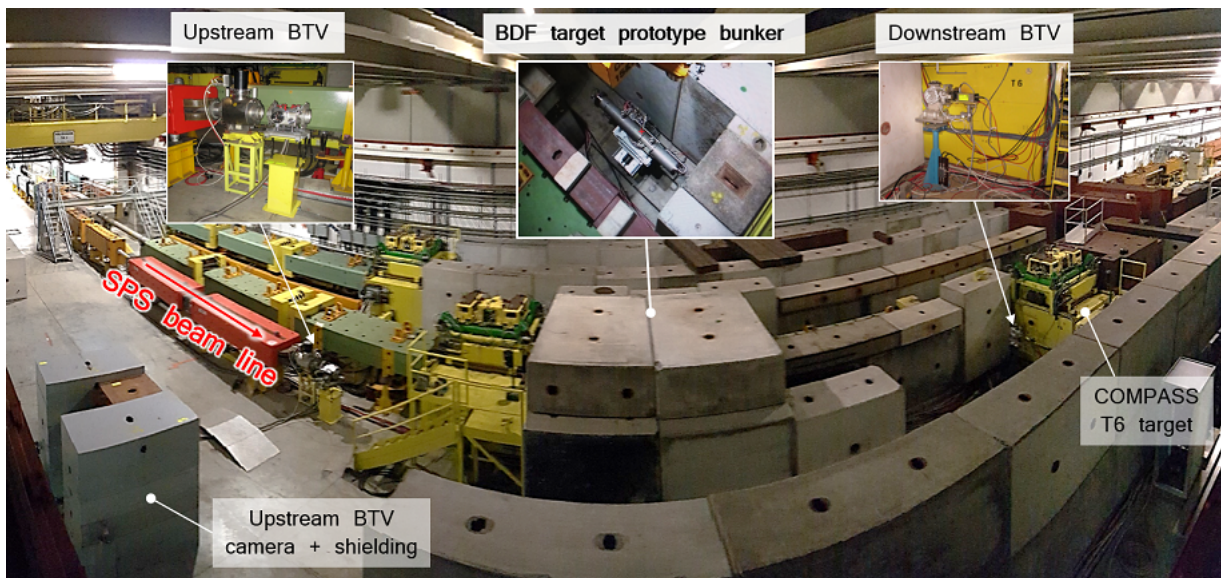 Upstream BTV
BDF target prototype bunker
Downstream BTV
T6
SPS beam line
COMPASS
T6 target
Upstream BTV
camera + shielding